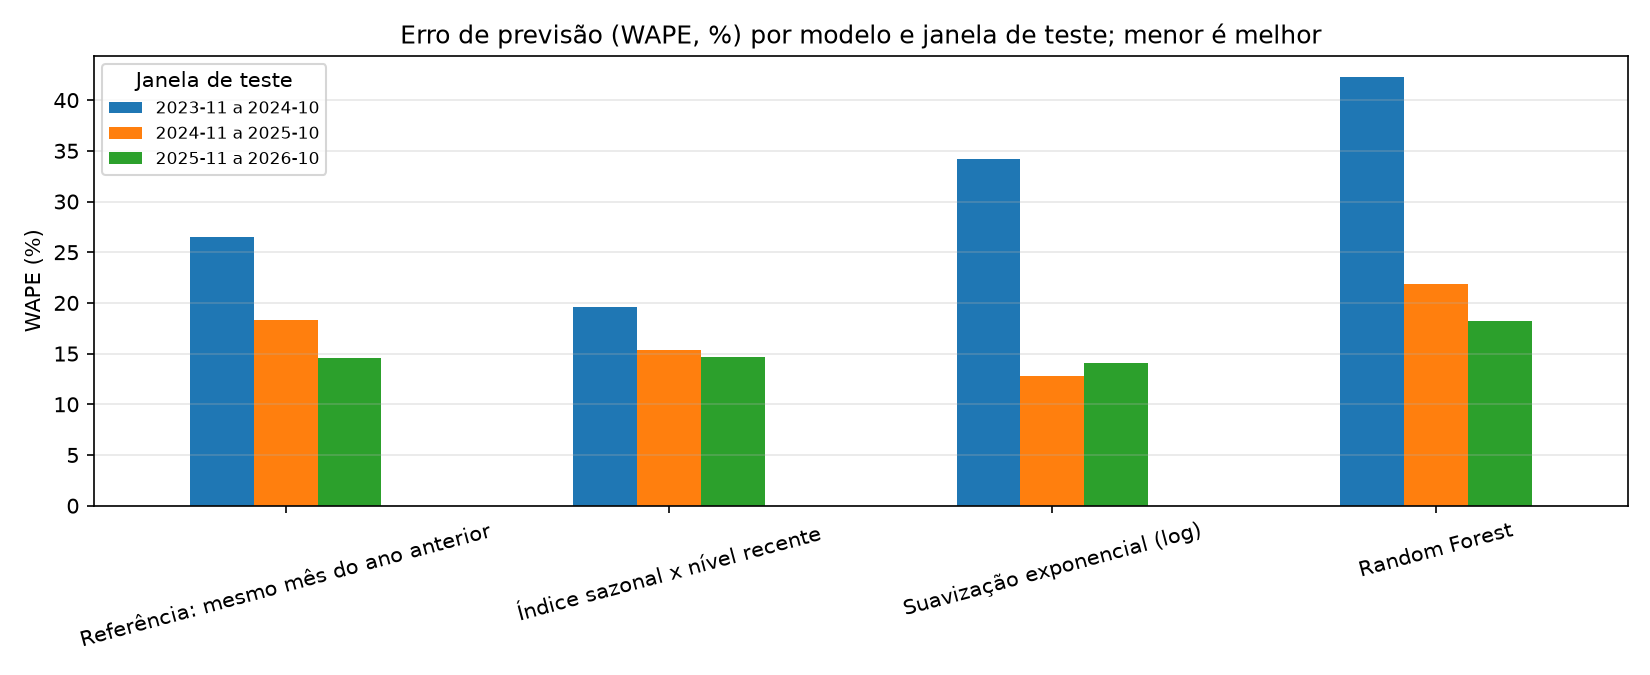 Erro de previsão (WAPE, %) por modelo e janela de teste; menor é melhor
Janela de teste
2023-11 a 2024-10
2024-11 a 2025-10
2025-11 a 2026-10
WAPE (%)
40
35
30
25
20
15
10
5
0
Referência: mesmo mês do ano anterior
Índice sazonal x nível recente
Suavização exponencial (log)
Random Forest